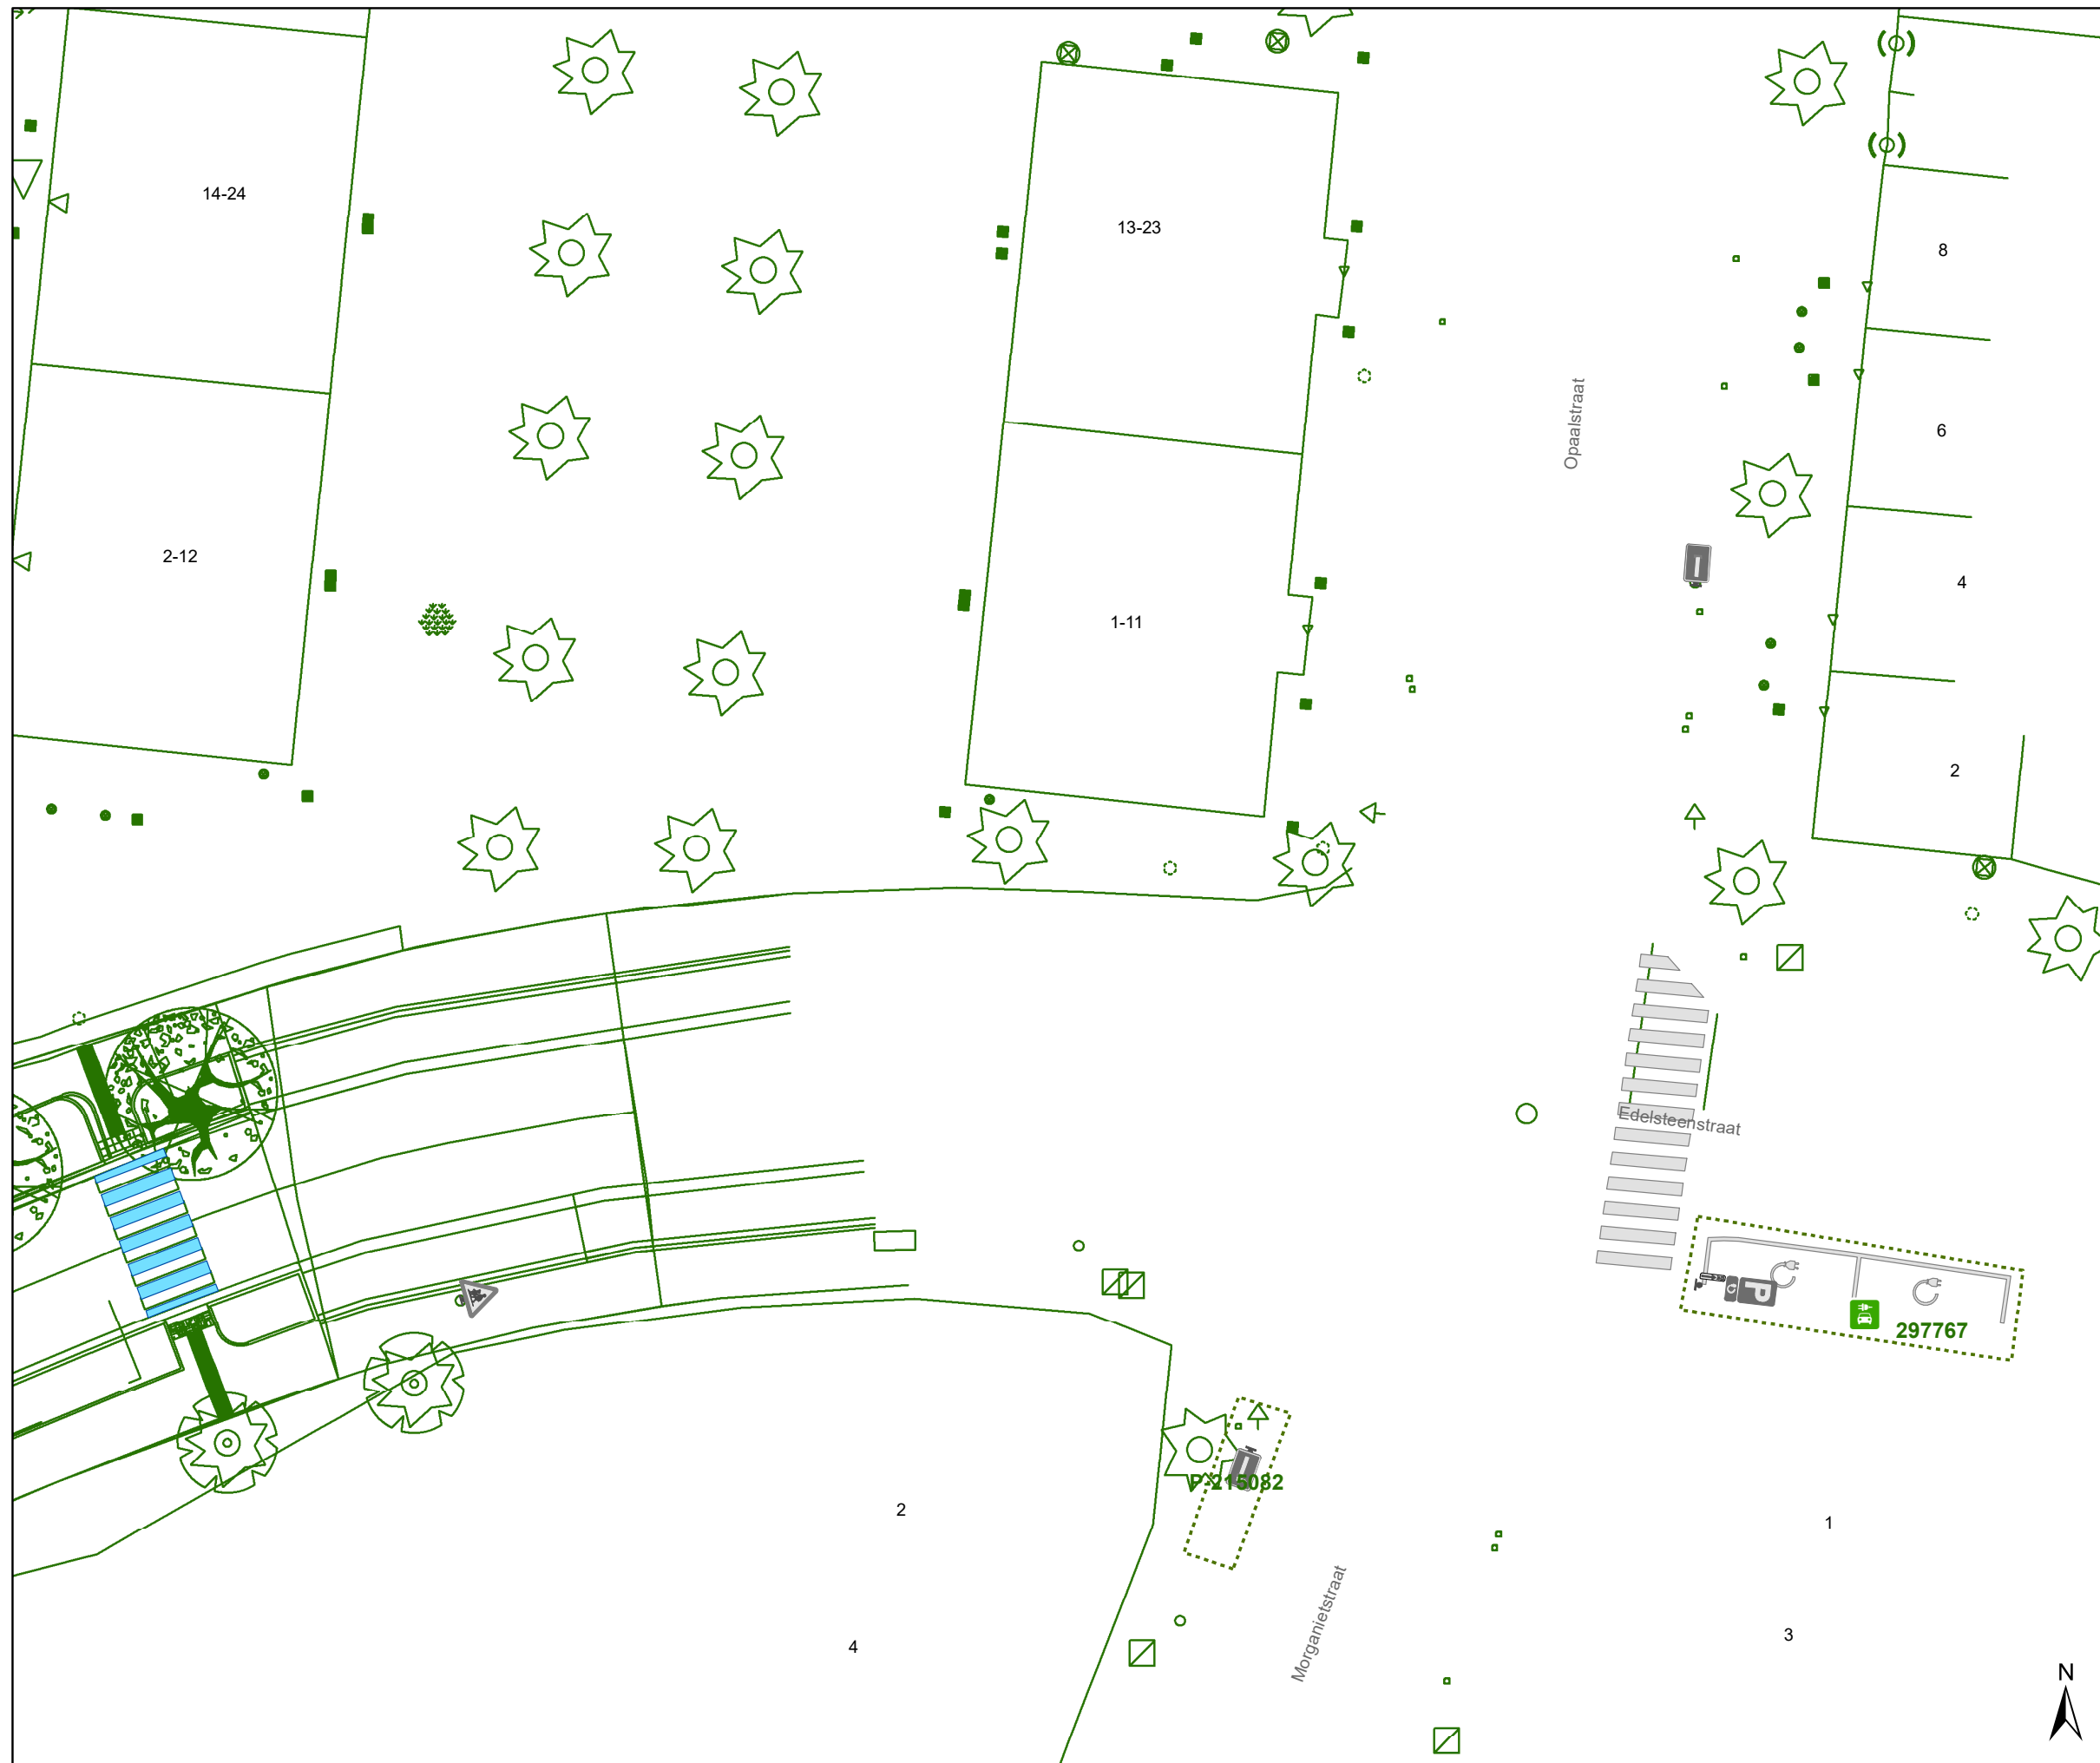 14-24
13-23
8
Opaalstraat
6
2-12
4
1-11
2
Edelsteenstraat
P
297767
P-215082
2
1
Morganietstraat
3
4
N